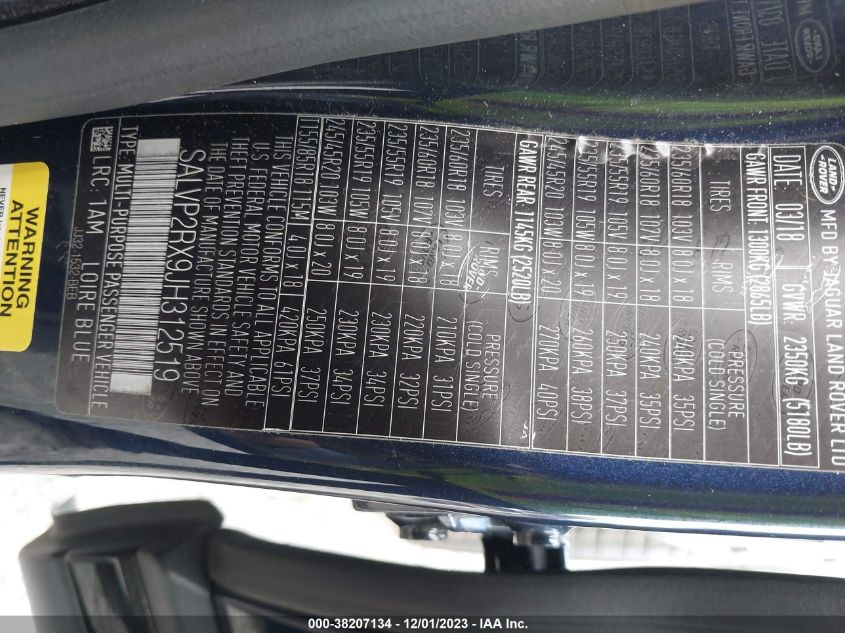 LAND
ROVER
MFD BY JAGUAR LAND ROVER LTD
DATE 03/18 GVWR: 2350KG (5180LB)
GAWR FRONT: 1300KG (2865LB)
TIRES RIMS PRESSURE
(COLD SINGLE)
235/60R18 103V 8.0J x 18 240KPA 35PSI
235/60R18 107V 8.0J x 18 240KPA 35PSI
235/55R19 105V 8.0J x 19 250KPA 37PSI
235/55R19 105W 8.0J x 19 260KPA 38PSI
245/45R20 103W 8.0J x 20 270KPA 40PSI
GAWR REAR 1145KG (2520LB)
TIRES RIMS PRESSURE
(COLD SINGLE)
235/60R18 103V 8.0J x 18 210KPA 31PSI
235/60R18 107V 8.0J x 18 220KPA 32PSI
235/55R19 105V 8.0J x 19 230KPA 34PSI
235/55R19 105W 8.0J x 19 230KPA 34PSI
245/45R20 103W 8.0J x 20 250KPA 37PSI
155/85R18 115M 4.0J x 18 420KPA 61PSI
THIS VEHICLE CONFORMS TO ALL APPLICABLE
U.S. FEDERAL MOTOR VEHICLE SAFETY AND
THEFT PREVENTION STANDARDS IN EFFECT ON
THE DATE OF MANUFACTURE SHOWN ABOVE
SALVP2RX9JH312519
TYPE: MULTI-PURPOSE PASSENGER VEHICLE
LRC: 1AM LOIRE BLUE
WARNING
ATTENTION
000-38207134 - 12/01/2023 - IAA Inc.